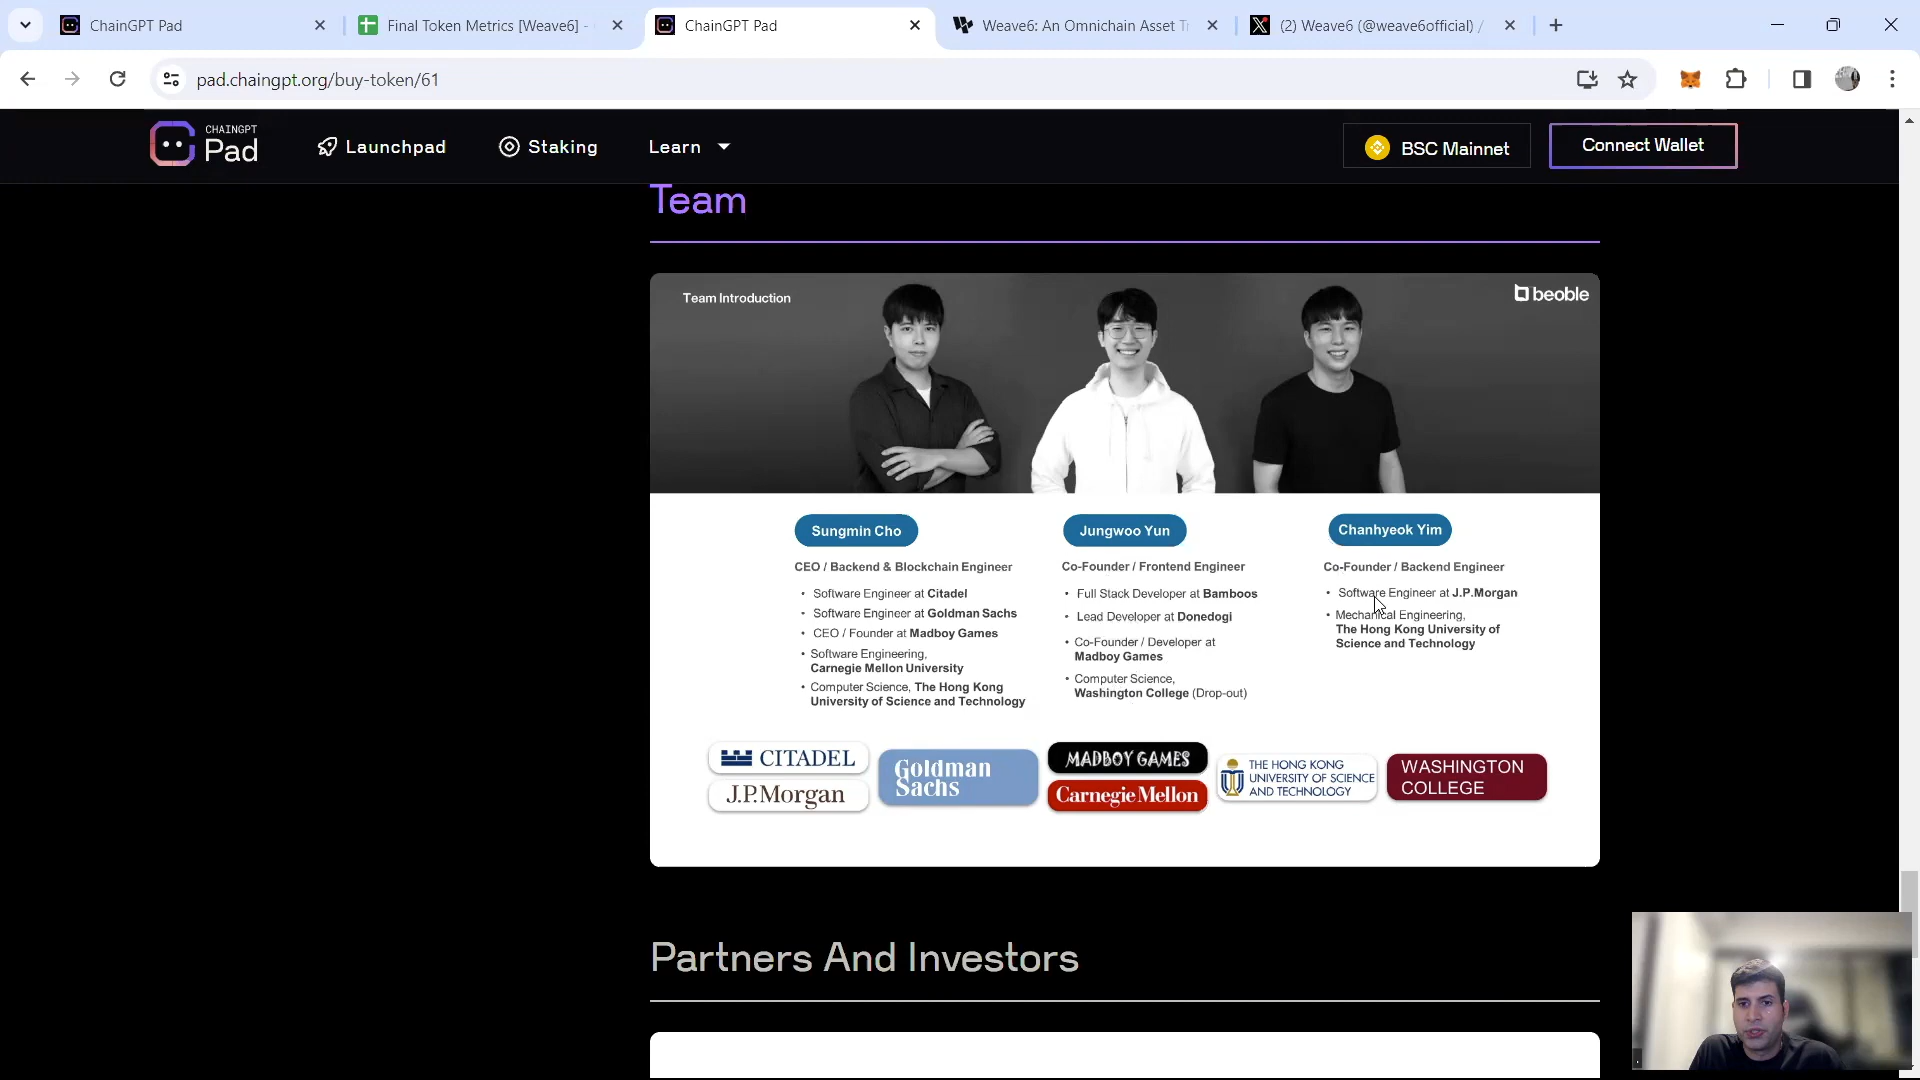 ChainGPT Pad
Final Token Metrics [Weave6] -
ChainGPT Pad
Weave6: An Omnichain Asset Tr
(2) Weave6 (@weave6official) /
pad.chaingpt.org/buy-token/61
CHAINGPT
Pad
Launchpad
Staking
Learn
BSC Mainnet
Connect Wallet
Team
Team Introduction
beoble
Sungmin Cho
CEO / Backend & Blockchain Engineer
• Software Engineer at Citadel
• Software Engineer at Goldman Sachs
• CEO / Founder at Madboy Games
• Software Engineering,
Carnegie Mellon University
• Computer Science, The Hong Kong
University of Science and Technology
Jungwoo Yun
Co-Founder / Frontend Engineer
• Full Stack Developer at Bamboos
• Lead Developer at Donedogi
• Co-Founder / Developer at
Madboy Games
• Computer Science,
Washington College (Drop-out)
Chanhyeok Yim
Co-Founder / Backend Engineer
• Software Engineer at J.P.Morgan
• Mechanical Engineering,
The Hong Kong University of
Science and Technology
CITADEL
J.P.Morgan
Goldman
Sachs
MADBOY GAMES
Carnegie Mellon
THE HONG KONG
UNIVERSITY OF SCIENCE
AND TECHNOLOGY
WASHINGTON
COLLEGE
Partners And Investors